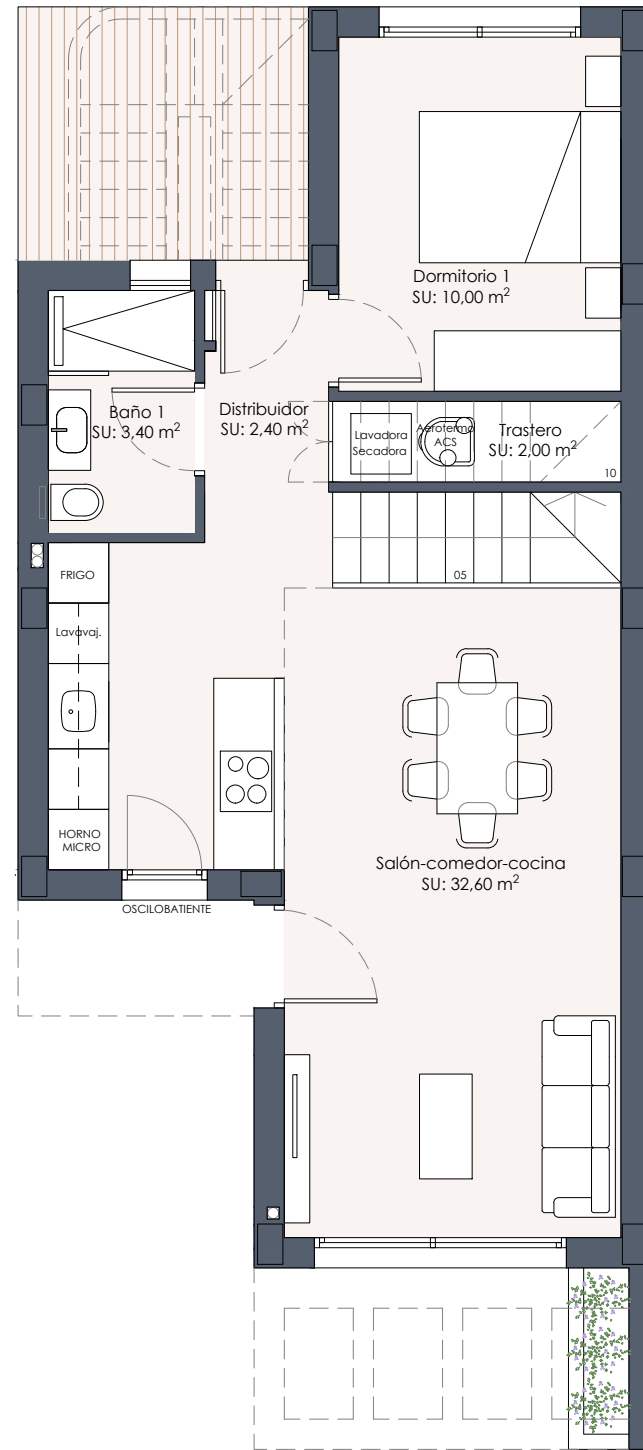 Dormitorio 1
SU: 10,00 m²
Baño 1
SU: 3,40 m²
Distribuidor
SU: 2,40 m²
Lavadora
Secadora
Aerotermo
ACS
Trastero
SU: 2,00 m²
10
05
FRIGO
Lavavaj.
HORNO
MICRO
OSCILOBATIENTE
Salón-comedor-cocina
SU: 32,60 m²